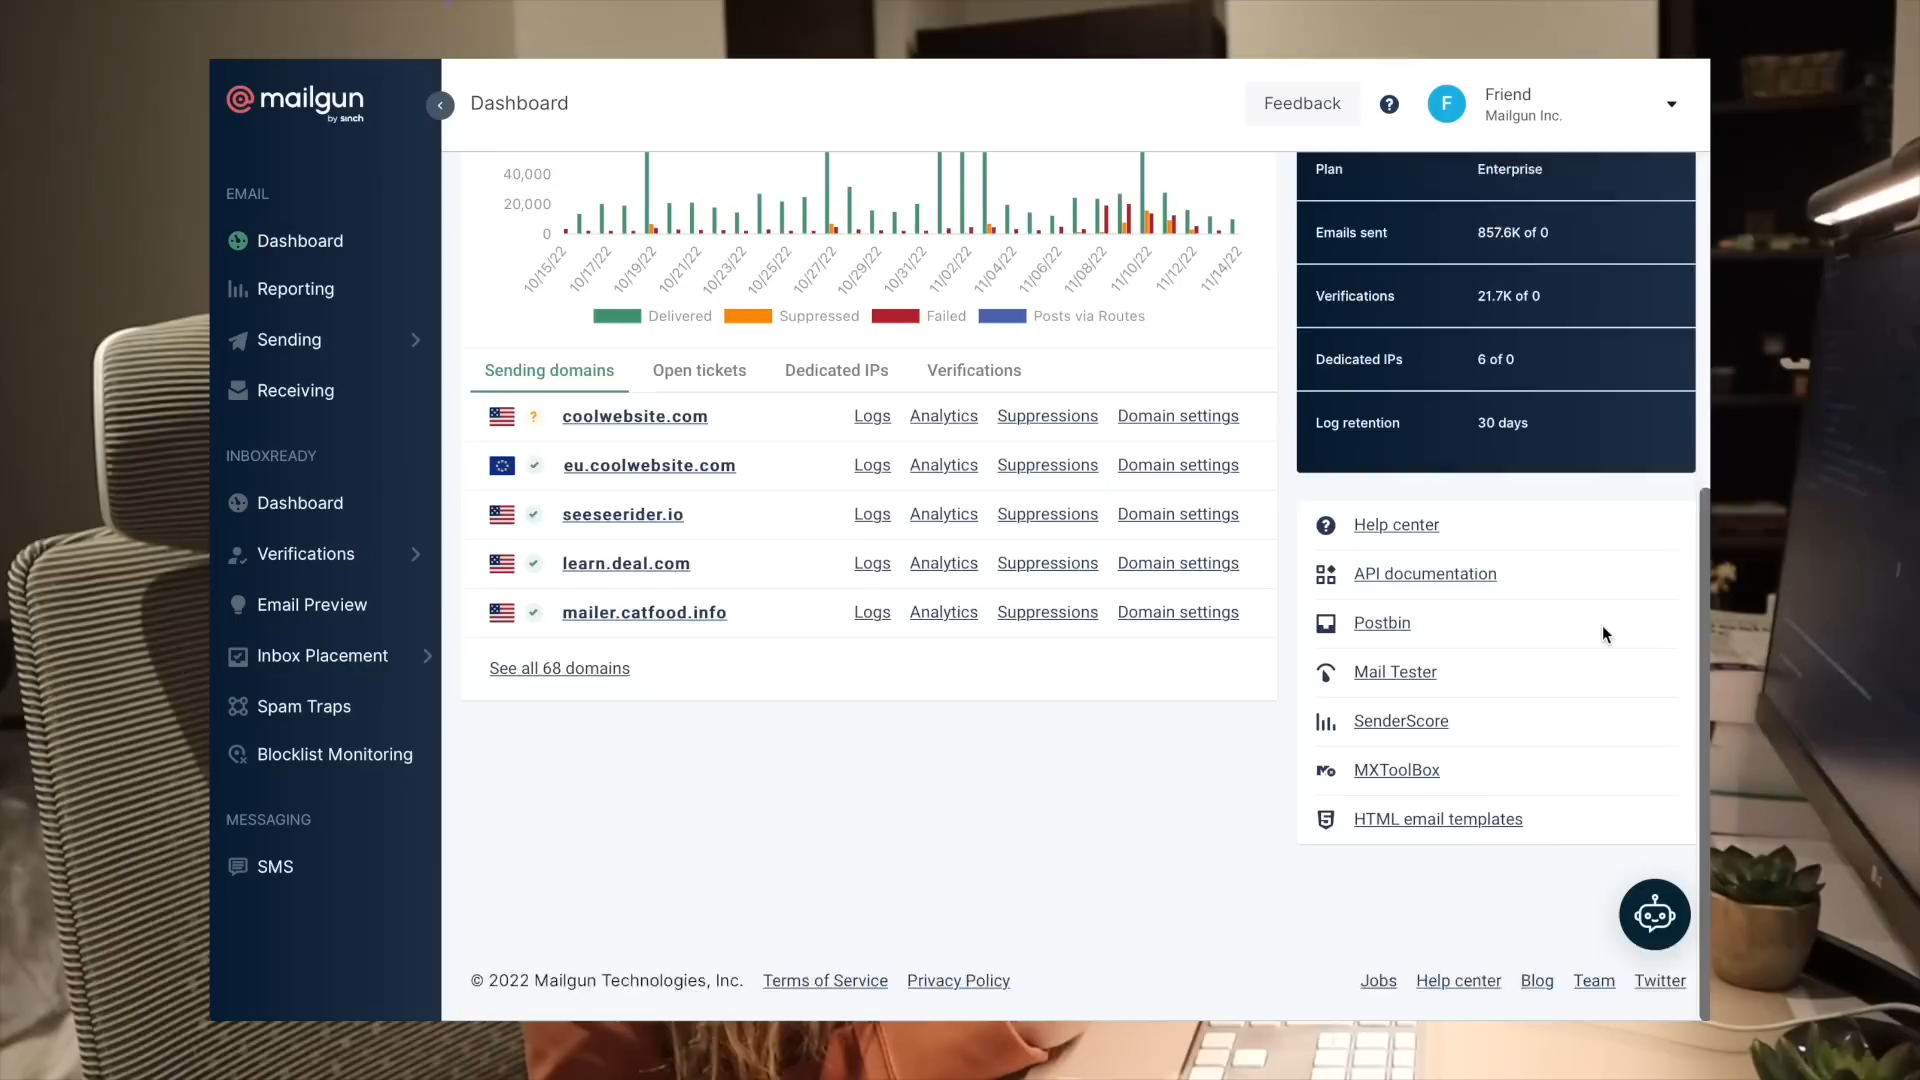 mailgun
by sinch
Dashboard
Feedback
?
F
Friend
Mailgun Inc.
EMAIL
Dashboard
Reporting
Sending
Receiving
INBOXREADY
Dashboard
Verifications
Email Preview
Inbox Placement
Spam Traps
Blocklist Monitoring
MESSAGING
SMS
40,000
20,000
0
10/15/22 10/17/22 10/19/22 10/21/22 10/23/22 10/25/22 10/27/22 10/29/22 10/31/22 11/02/22 11/04/22 11/06/22 11/08/22 11/10/22 11/12/22 11/14/22
Delivered Suppressed Failed Posts via Routes
Sending domains Open tickets Dedicated IPs Verifications
? coolwebsite.com Logs Analytics Suppressions Domain settings
eu.coolwebsite.com Logs Analytics Suppressions Domain settings
seeseerider.io Logs Analytics Suppressions Domain settings
learn.deal.com Logs Analytics Suppressions Domain settings
mailer.catfood.info Logs Analytics Suppressions Domain settings
See all 68 domains
Plan Enterprise
Emails sent 857.6K of 0
Verifications 21.7K of 0
Dedicated IPs 6 of 0
Log retention 30 days
? Help center
API documentation
Postbin
Mail Tester
SenderScore
MXToolBox
HTML email templates
© 2022 Mailgun Technologies, Inc. Terms of Service Privacy Policy
Jobs Help center Blog Team Twitter